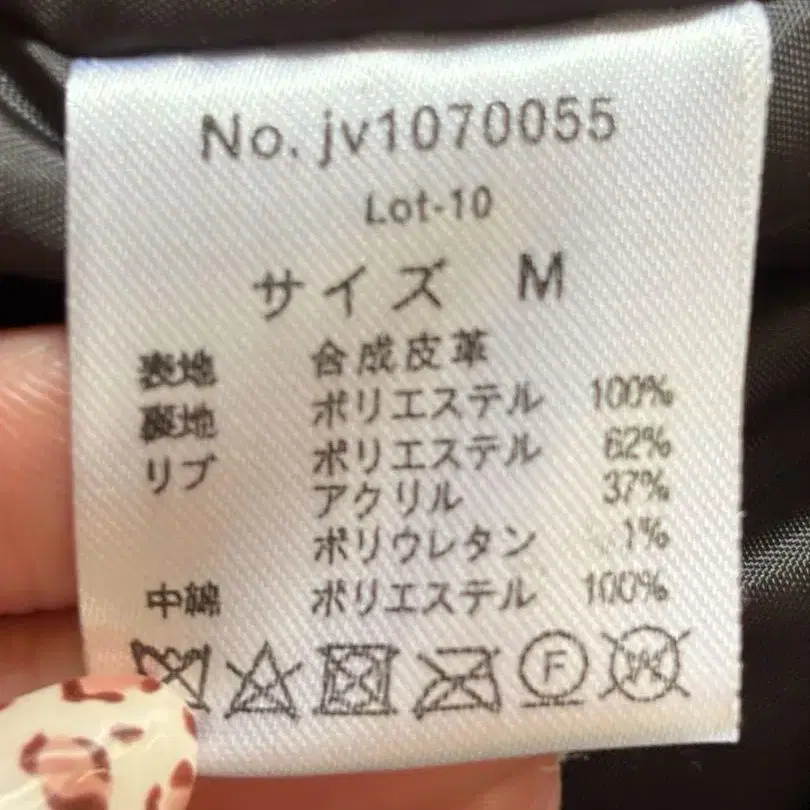 No. jv1070055
Lot-10
サイズ M
表地 合成皮革
裏地 ポリエステル 100%
リブ ポリエステル 62%
アクリル 37%
ポリウレタン 1%
中綿 ポリエステル 100%
F W